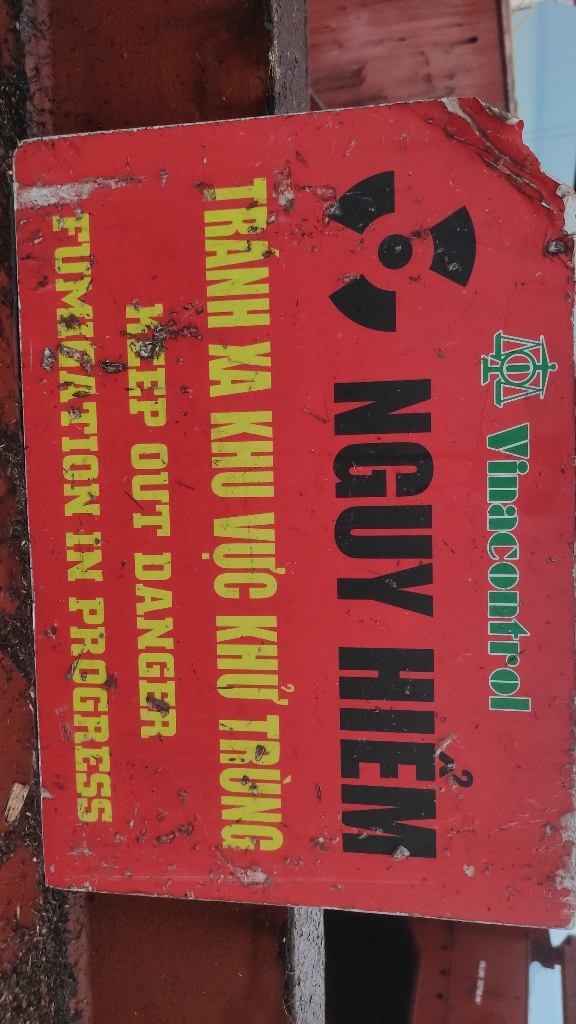 Vinacontrol
NGUY HIỂM
TRÁNH XA KHU VỰC KHỬ TRÙNG
KEEP OUT DANGER
FUMIGATION IN PROGRESS